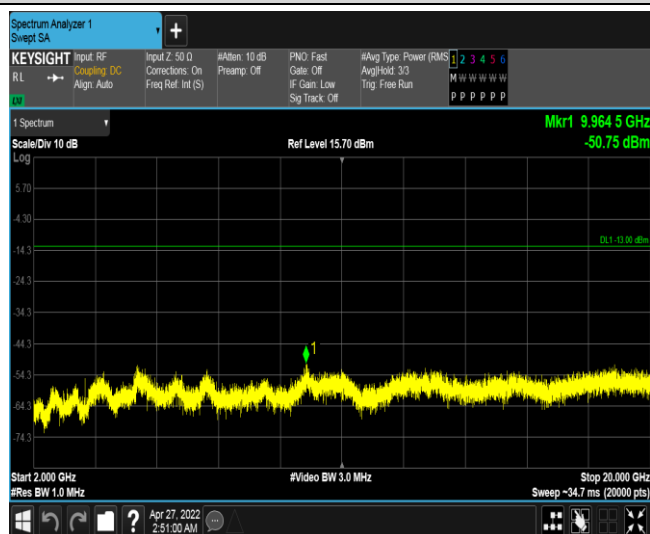 Spectrum Analyzer 1
Swept SA
KEYSIGHT
RL
LXI
Input: RF
Coupling: DC
Align: Auto
Input Z: 50 Ω
Corrections: On
Freq Ref: Int (S)
#Atten: 10 dB
Preamp: Off
PNO: Fast
Gate: Off
IF Gain: Low
Sig Track: Off
#Avg Type: Power (RMS
Avg|Hold: 3/3
Trig: Free Run
1 2 3 4 5 6
M W W W W W
P P P P P P
1 Spectrum
Mkr1 9.964 5 GHz
Scale/Div 10 dB
Ref Level 15.70 dBm
-50.75 dBm
Log
5.70
-4.30
DL1 -13.00 dBm
-14.3
-24.3
-34.3
-44.3
1
-54.3
-64.3
-74.3
Start 2.000 GHz
#Video BW 3.0 MHz
Stop 20.000 GHz
#Res BW 1.0 MHz
Sweep ~34.7 ms (20000 pts)
?
Apr 27, 2022
2:51:00 AM